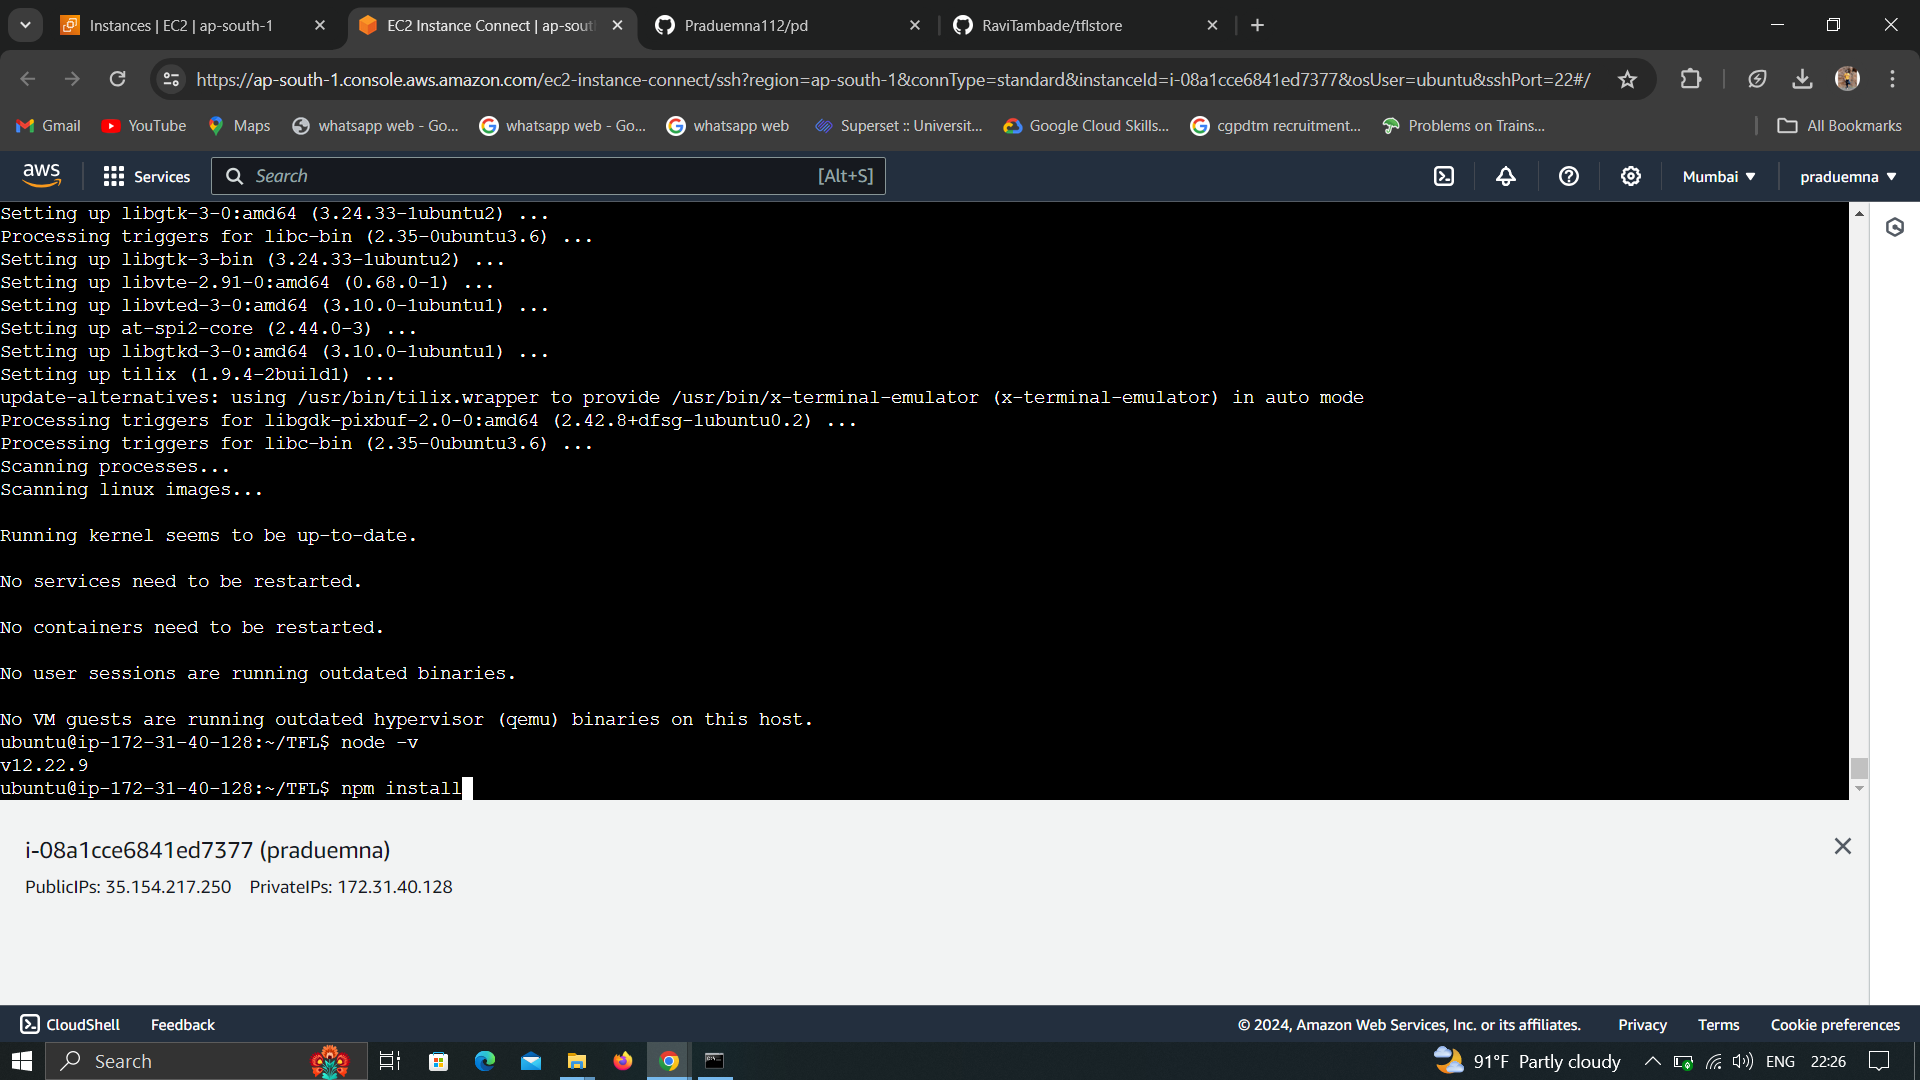 Instances | EC2 | ap-south-1
EC2 Instance Connect | ap-sout
Praduemna112/pd
RaviTambade/tflstore
https://ap-south-1.console.aws.amazon.com/ec2-instance-connect/ssh?region=ap-south-1&connType=standard&instanceId=i-08a1cce6841ed7377&osUser=ubuntu&sshPort=22#/
Gmail
YouTube
Maps
whatsapp web - Go...
whatsapp web - Go...
whatsapp web
Superset :: Universit...
Google Cloud Skills...
cgpdtm recruitment...
Problems on Trains...
All Bookmarks
aws
Services
Search
[Alt+S]
Mumbai
praduemna
Setting up libgtk-3-0:amd64 (3.24.33-1ubuntu2) ...
Processing triggers for libc-bin (2.35-0ubuntu3.6) ...
Setting up libgtk-3-bin (3.24.33-1ubuntu2) ...
Setting up libvte-2.91-0:amd64 (0.68.0-1) ...
Setting up libvted-3-0:amd64 (3.10.0-1ubuntu1) ...
Setting up at-spi2-core (2.44.0-3) ...
Setting up libgtkd-3-0:amd64 (3.10.0-1ubuntu1) ...
Setting up tilix (1.9.4-2build1) ...
update-alternatives: using /usr/bin/tilix.wrapper to provide /usr/bin/x-terminal-emulator (x-terminal-emulator) in auto mode
Processing triggers for libgdk-pixbuf-2.0-0:amd64 (2.42.8+dfsg-1ubuntu0.2) ...
Processing triggers for libc-bin (2.35-0ubuntu3.6) ...
Scanning processes...
Scanning linux images...
Running kernel seems to be up-to-date.
No services need to be restarted.
No containers need to be restarted.
No user sessions are running outdated binaries.
No VM guests are running outdated hypervisor (qemu) binaries on this host.
ubuntu@ip-172-31-40-128:~/TFL$ node -v
v12.22.9
ubuntu@ip-172-31-40-128:~/TFL$ npm install
i-08a1cce6841ed7377 (praduemna)
PublicIPs: 35.154.217.250 PrivateIPs: 172.31.40.128
CloudShell
Feedback
© 2024, Amazon Web Services, Inc. or its affiliates.
Privacy
Terms
Cookie preferences
Search
91°F Partly cloudy
ENG
22:26